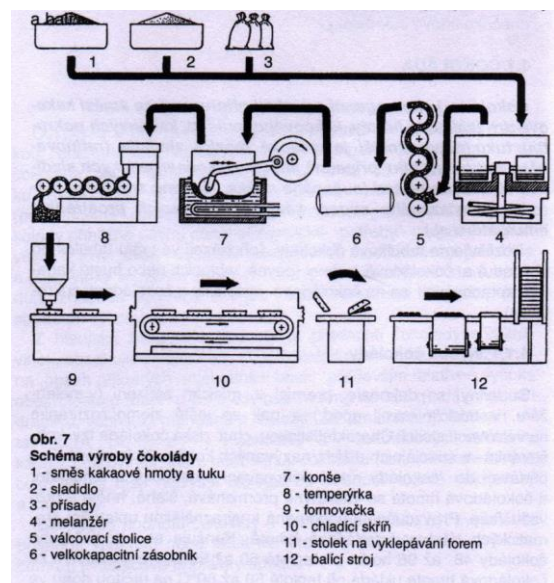 1
2
3
8
7
6
5
4
9
10
11
12
Obr. 7
Schéma výroby čokolády
1 - směs kakaové hmoty a tuku
2 - sladidlo
3 - přísady
4 - melanžér
5 - válcovací stolice
6 - velkokapacitní zásobník
7 - konše
8 - temperýrka
9 - formovačka
10 - chladící skříň
11 - stolek na vyklepávání forem
12 - balící stroj